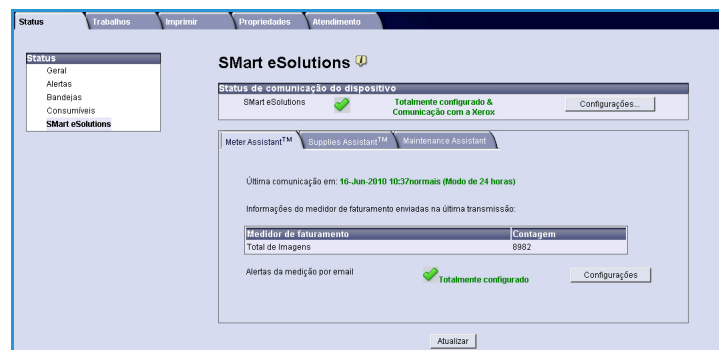 Status Trabalhos Imprimir Propriedades Atendimento
Status
Geral
Alertas
Bandejas
Consumíveis
SMart eSolutions
SMart eSolutions
Status de comunicação do dispositivo
SMart eSolutions Totalmente configurado & Comunicação com a Xerox Configurações...
Meter Assistant™ Supplies Assistant™ Maintenance Assistant
Última comunicação em: 16-Jun-2010 10:37normais (Modo de 24 horas)
Informações do medidor de faturamento enviadas na última transmissão:
Medidor de faturamento Contagem
Total de Imagens 8982
Alertas da medição por email Totalmente configurado Configurações
Atualizar